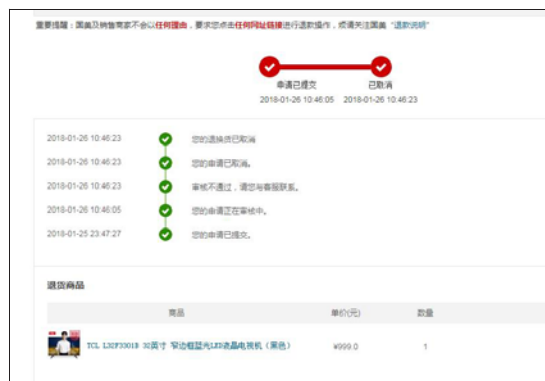 重要提醒：国美及销售商家不会以任何理由，要求您点击任何网址链接进行退款操作，烦请关注国美“退款说明”
申请已提交 已取消
2018-01-26 10:46:05 2018-01-26 10:46:23
2018-01-26 10:46:23 您的退换货已取消
2018-01-26 10:46:23 您的申请已取消。
2018-01-26 10:46:23 审核不通过，请您与客服联系。
2018-01-26 10:46:05 您的申请正在审核中。
2018-01-25 23:47:27 您的申请已提交。
退货商品
商品 单价(元) 数量
TCL L32F3301B 32英寸 窄边框蓝光LED液晶电视机（黑色） ¥999.0 1